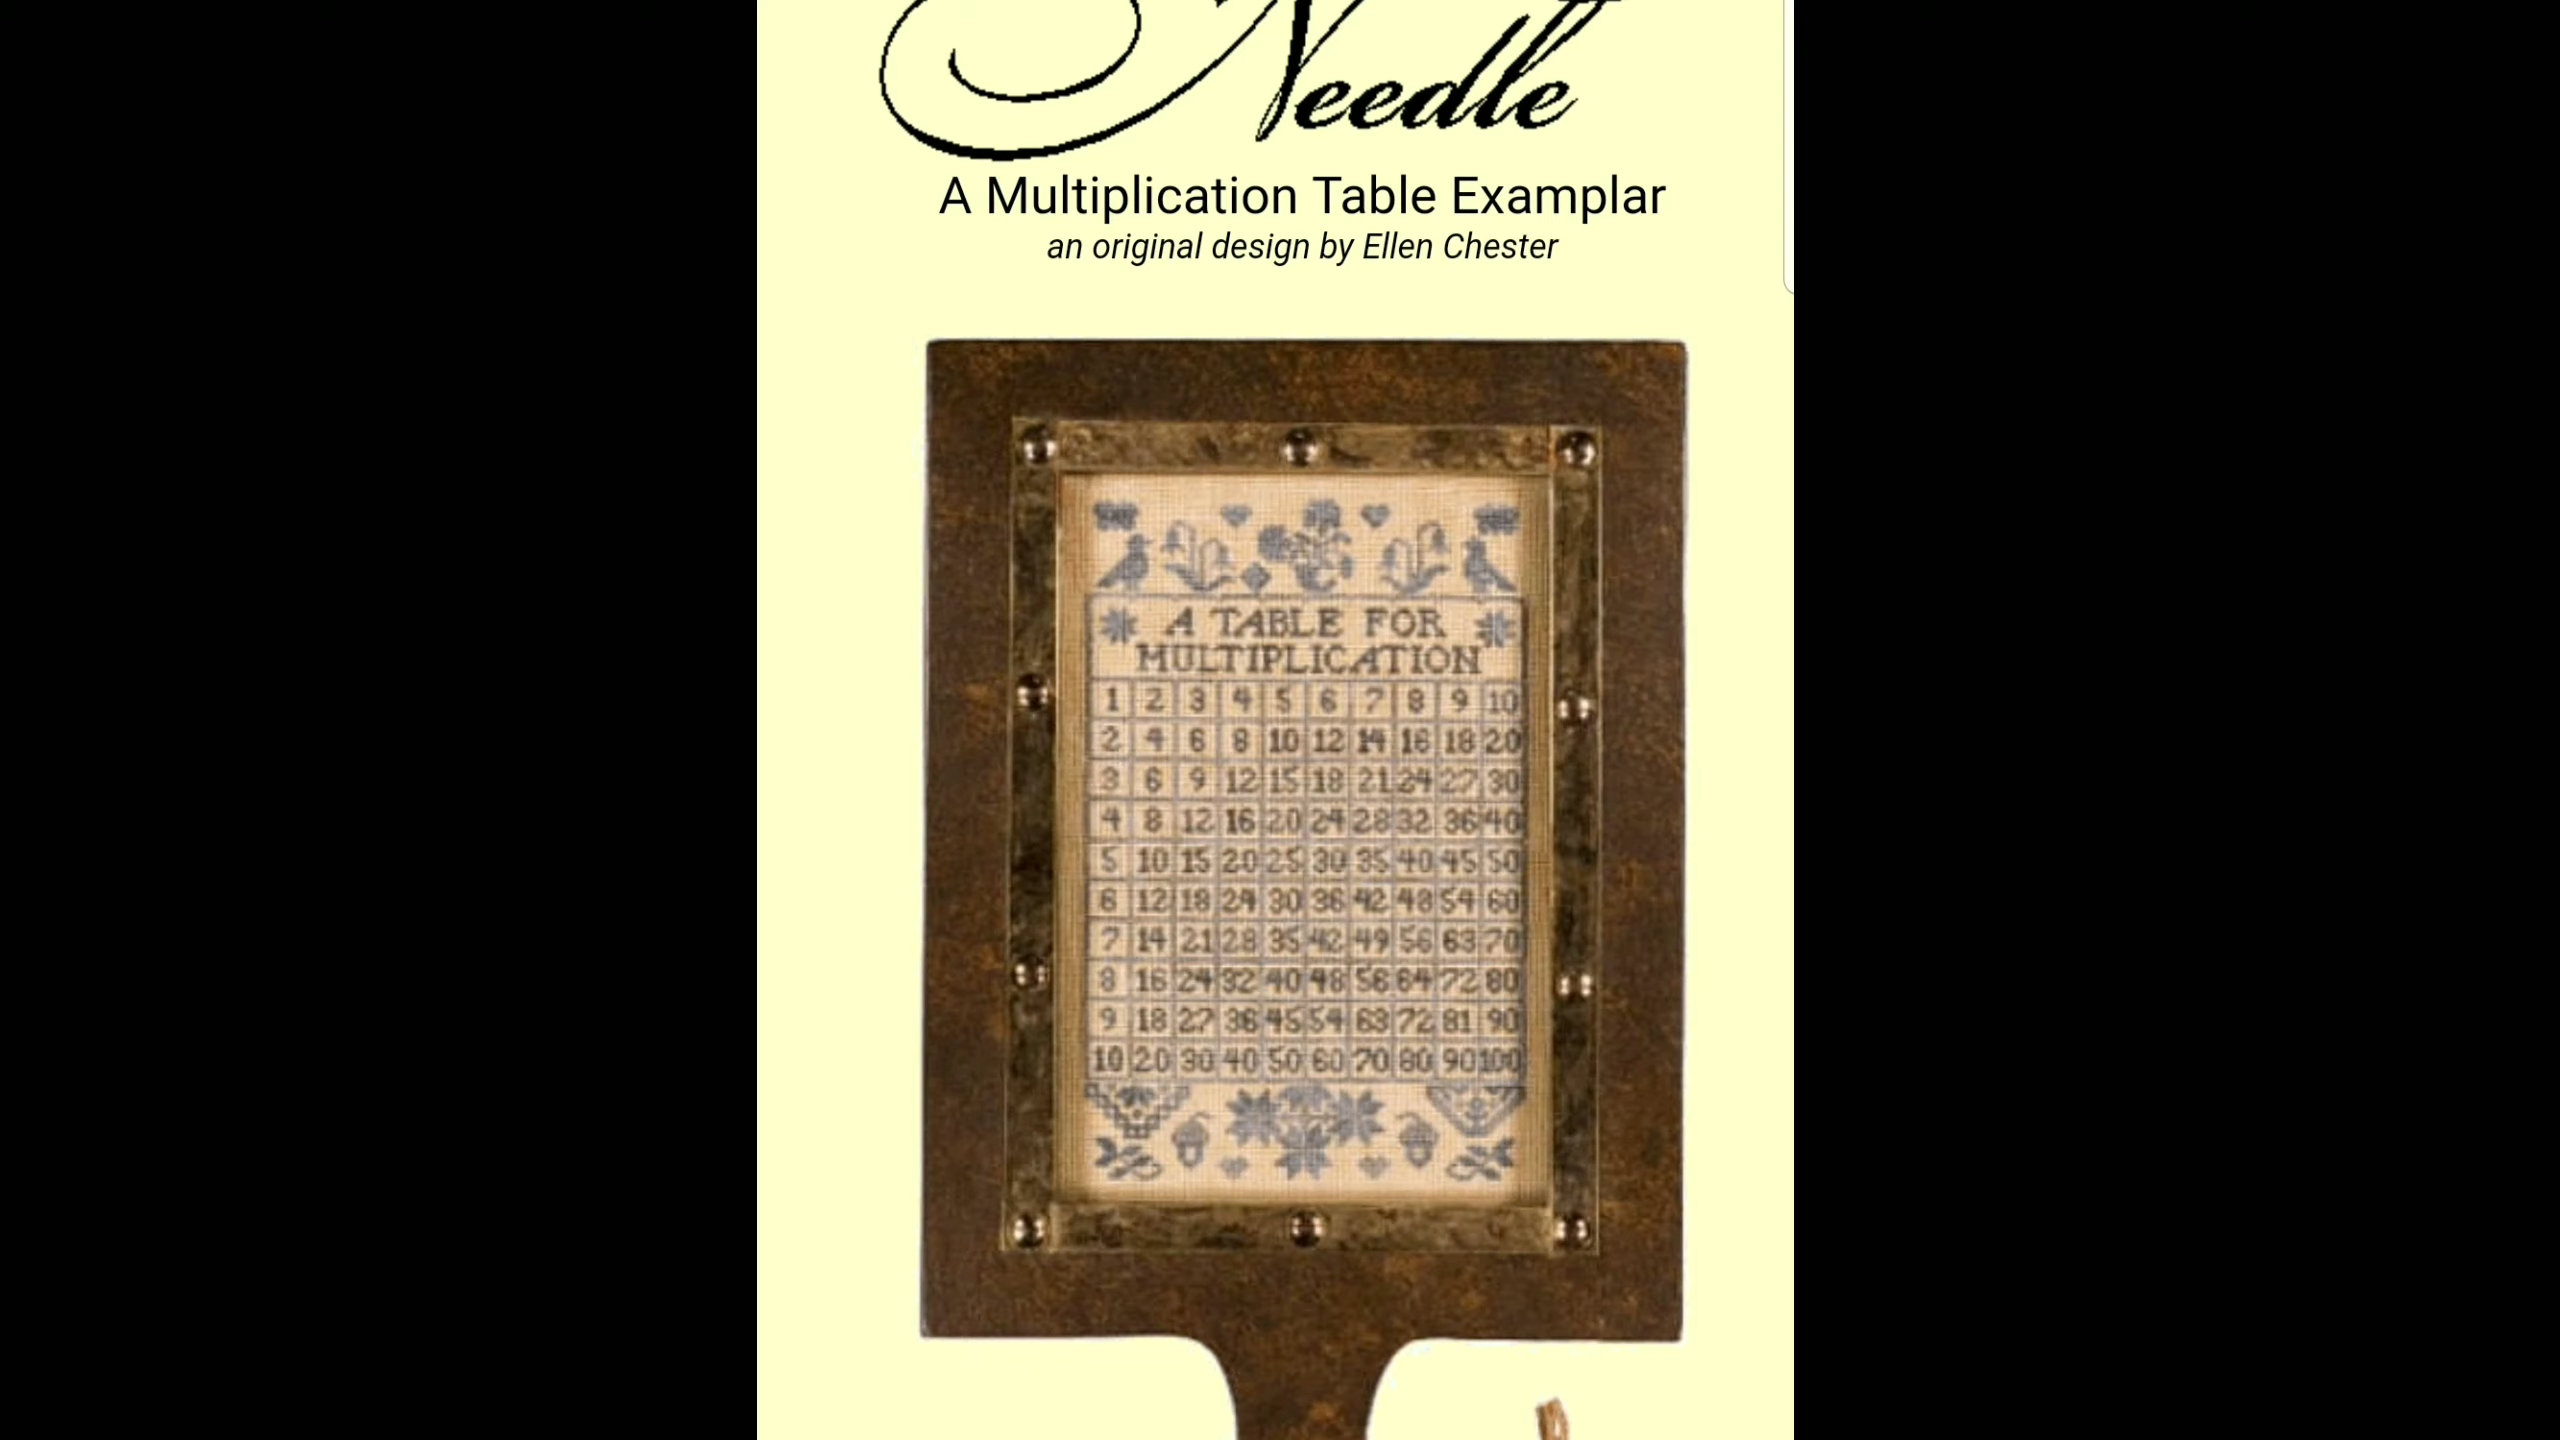 Needle
A Multiplication Table Examplar
an original design by Ellen Chester
A TABLE FOR
MULTIPLICATION
1 2 3 4 5 6 7 8 9 10
2 4 6 8 10 12 14 16 18 20
3 6 9 12 15 18 21 24 27 30
4 8 12 16 20 24 28 32 36 40
5 10 15 20 25 30 35 40 45 50
6 12 18 24 30 36 42 48 54 60
7 14 21 28 35 42 49 56 63 70
8 16 24 32 40 48 56 64 72 80
9 18 27 36 45 54 63 72 81 90
10 20 30 40 50 60 70 80 90 100